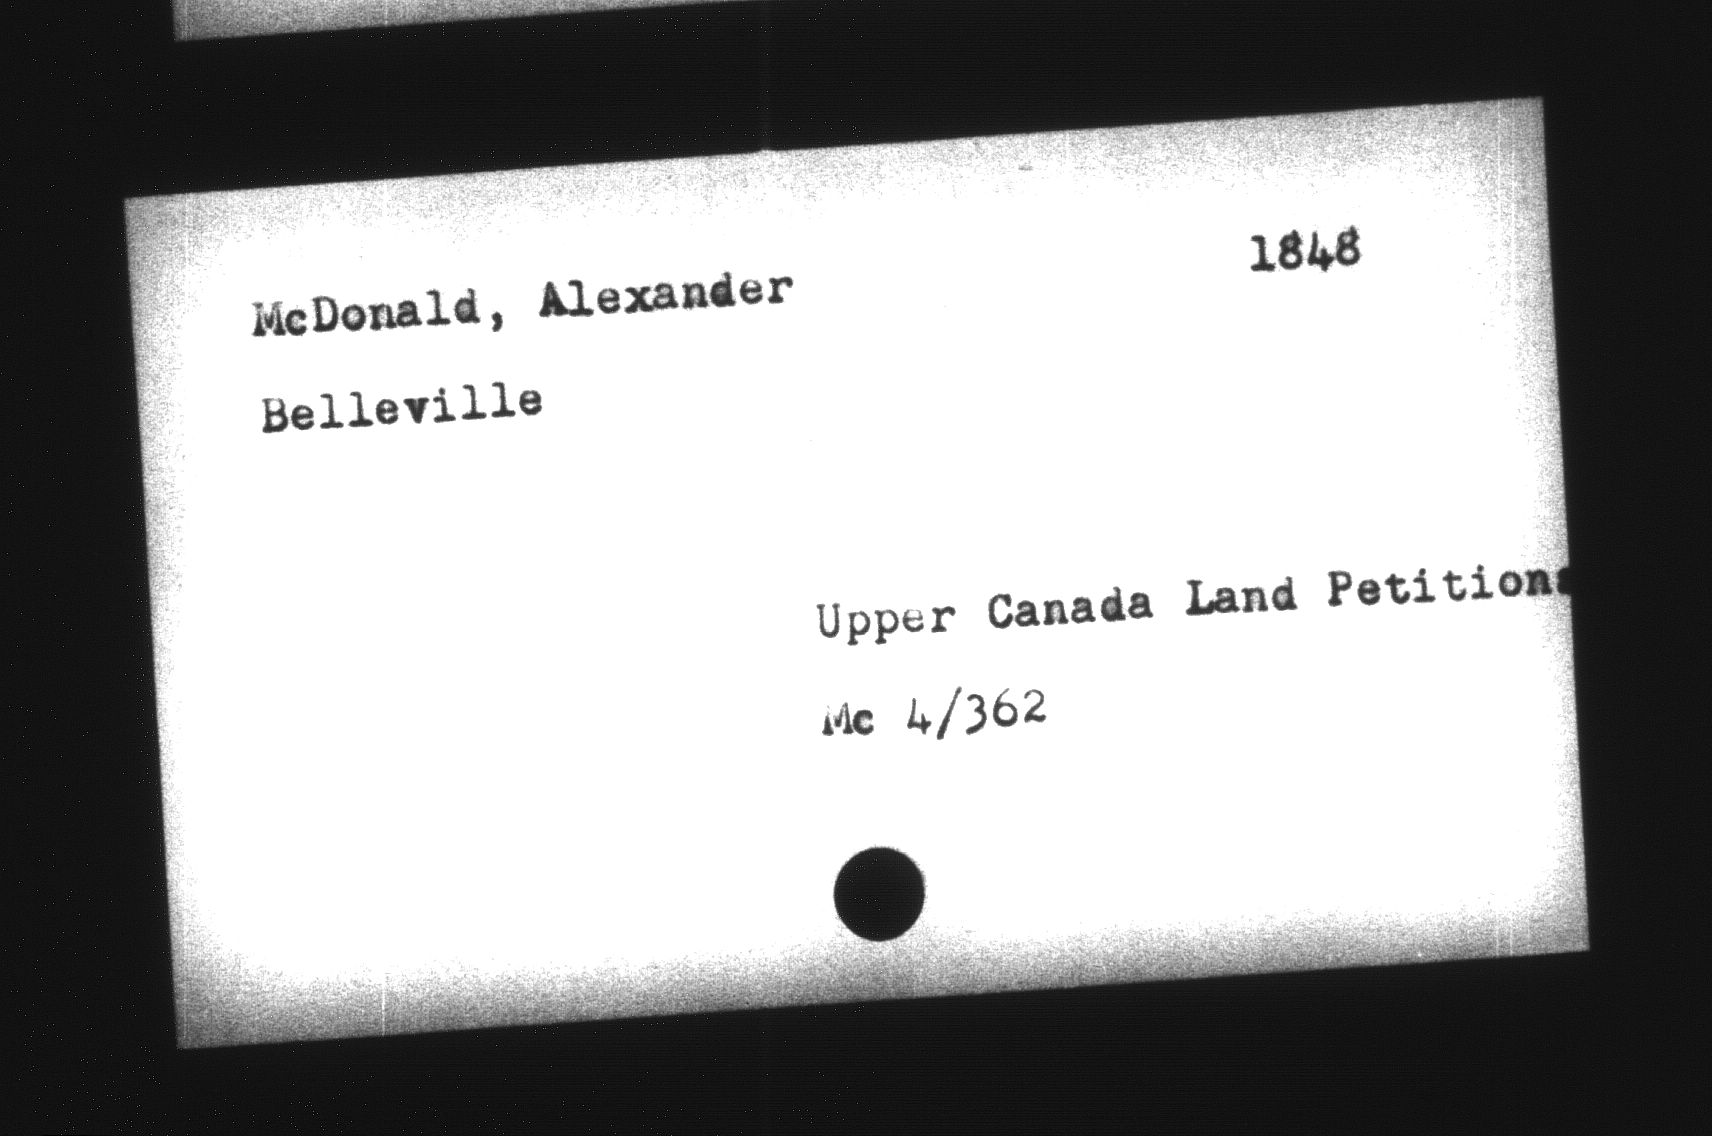 McDonald, Alexander 1848
Belleville
Upper Canada Land Petitions
Mc 4/362